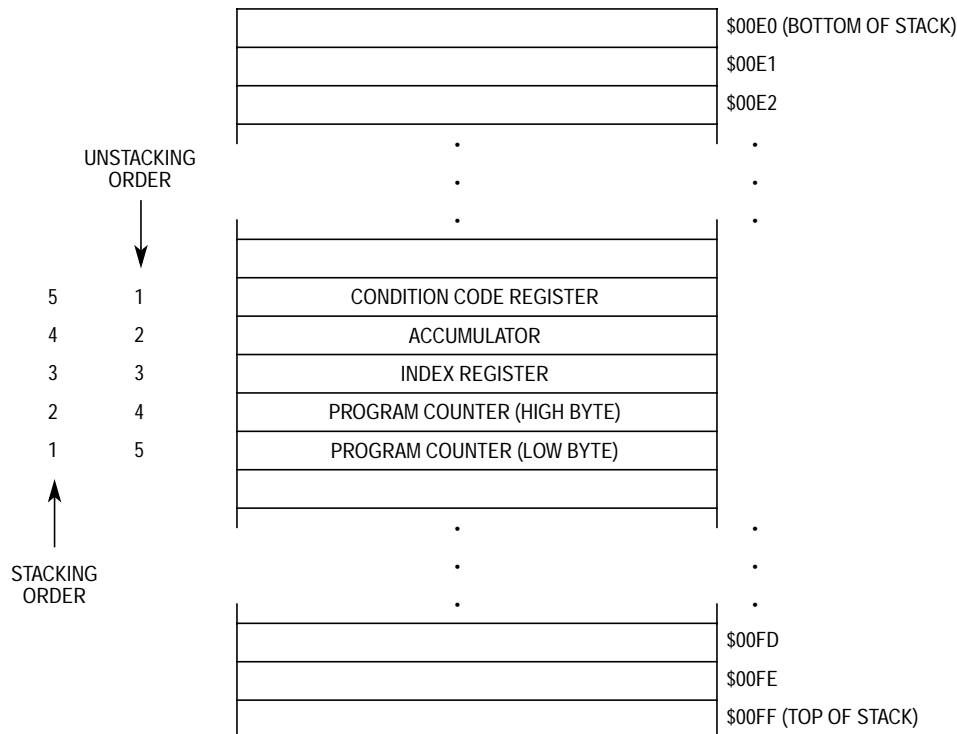 $00E0 (BOTTOM OF STACK)
$00E1
$00E2
UNSTACKING
ORDER
5 1 CONDITION CODE REGISTER
4 2 ACCUMULATOR
3 3 INDEX REGISTER
2 4 PROGRAM COUNTER (HIGH BYTE)
1 5 PROGRAM COUNTER (LOW BYTE)
STACKING
ORDER
$00FD
$00FE
$00FF (TOP OF STACK)